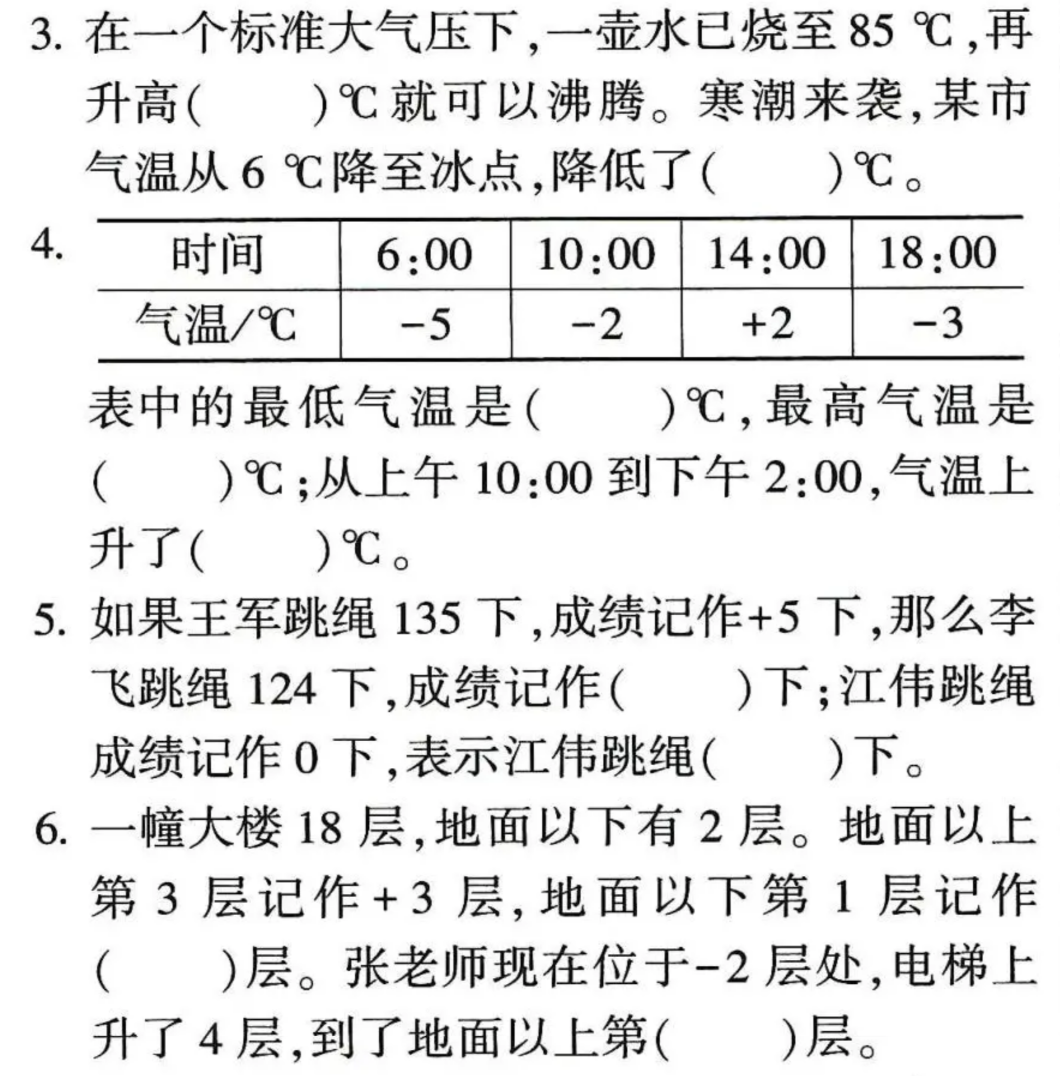 3. 在一个标准大气压下,一壶水已烧至 85 ℃,再
升高(    )℃就可以沸腾。寒潮来袭,某市
气温从 6 ℃降至冰点,降低了(    )℃。
4. 时间 6:00 10:00 14:00 18:00
气温/℃ -5 -2 +2 -3
表中的最低气温是(    )℃,最高气温是
(    )℃;从上午 10:00 到下午 2:00,气温上
升了(    )℃。
5. 如果王军跳绳 135 下,成绩记作+5 下,那么李
飞跳绳 124 下,成绩记作(    )下;江伟跳绳
成绩记作 0 下,表示江伟跳绳(    )下。
6. 一幢大楼 18 层,地面以下有 2 层。地面以上
第 3 层记作+3 层,地面以下第 1 层记作
(    )层。张老师现在位于-2 层处,电梯上
升了 4 层,到了地面以上第(    )层。